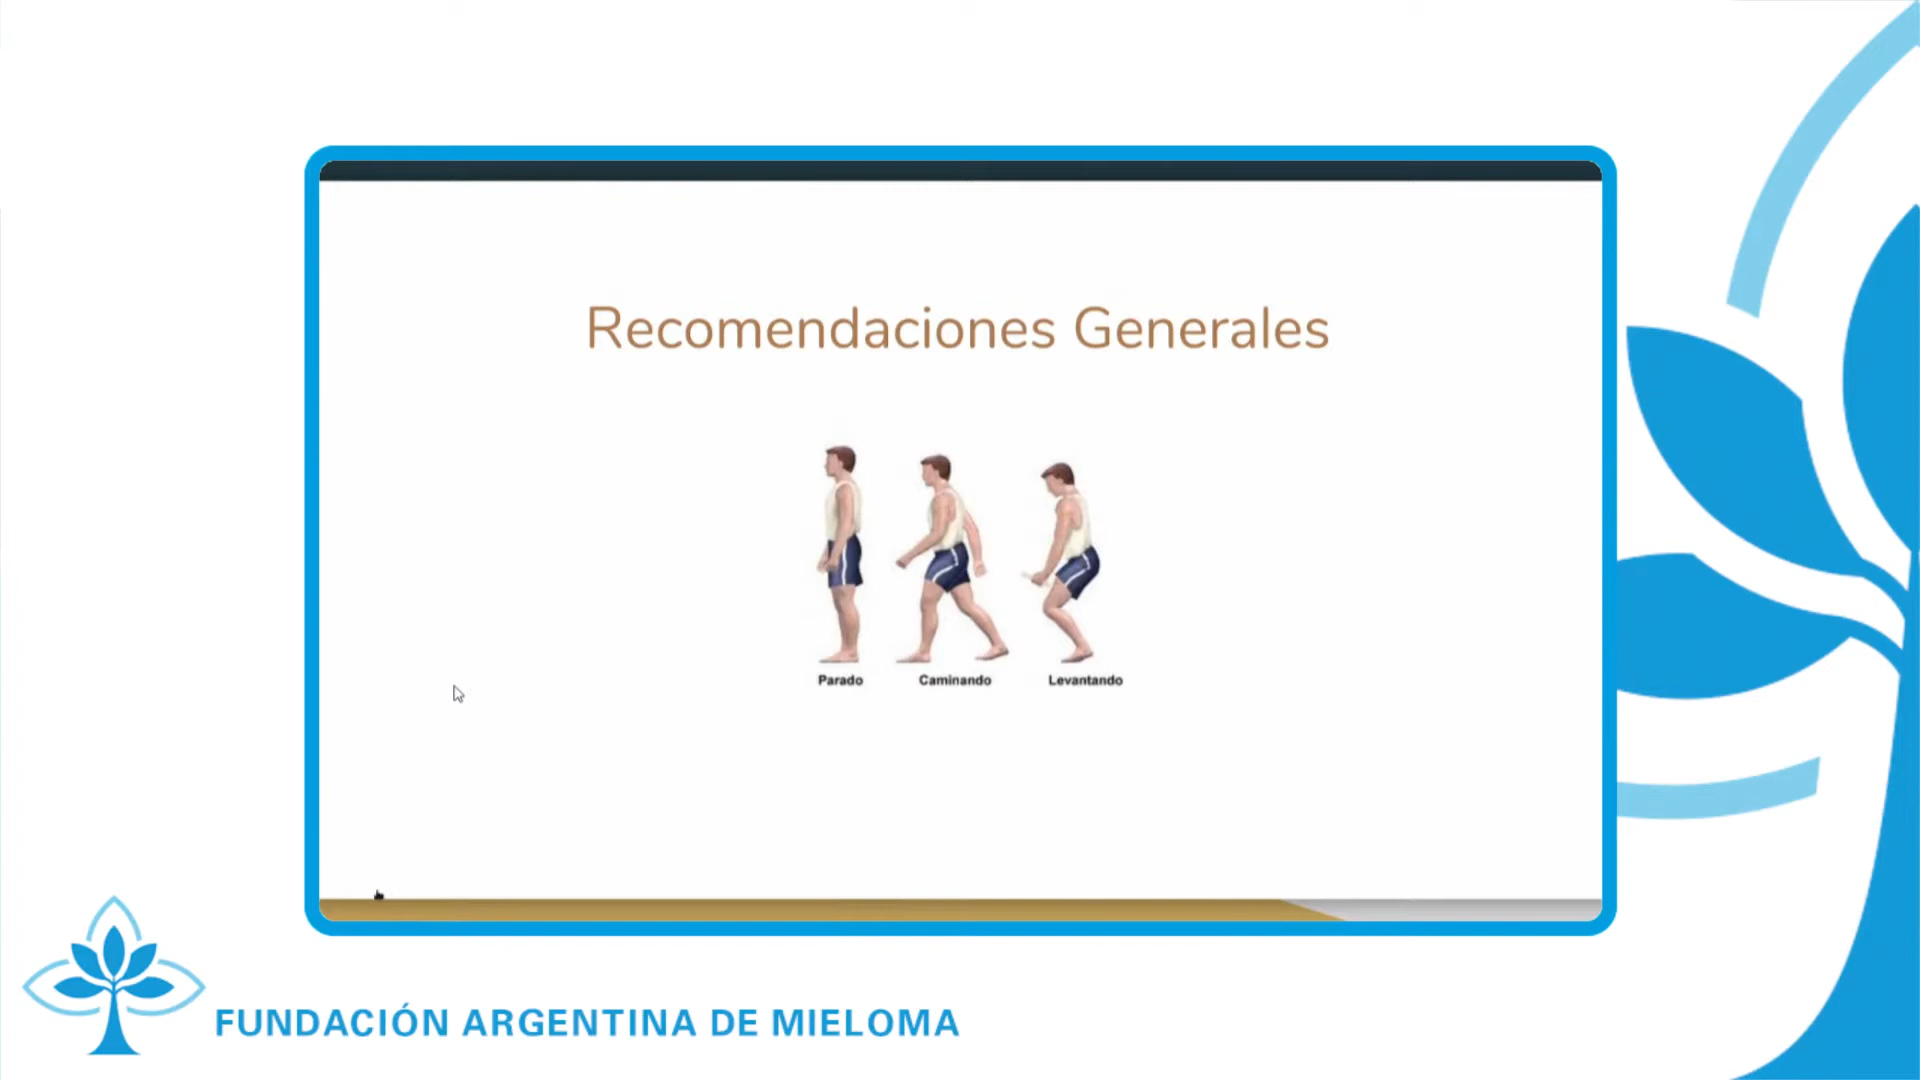 Recomendaciones Generales
Parado Caminando Levantando
FUNDACIÓN ARGENTINA DE MIELOMA